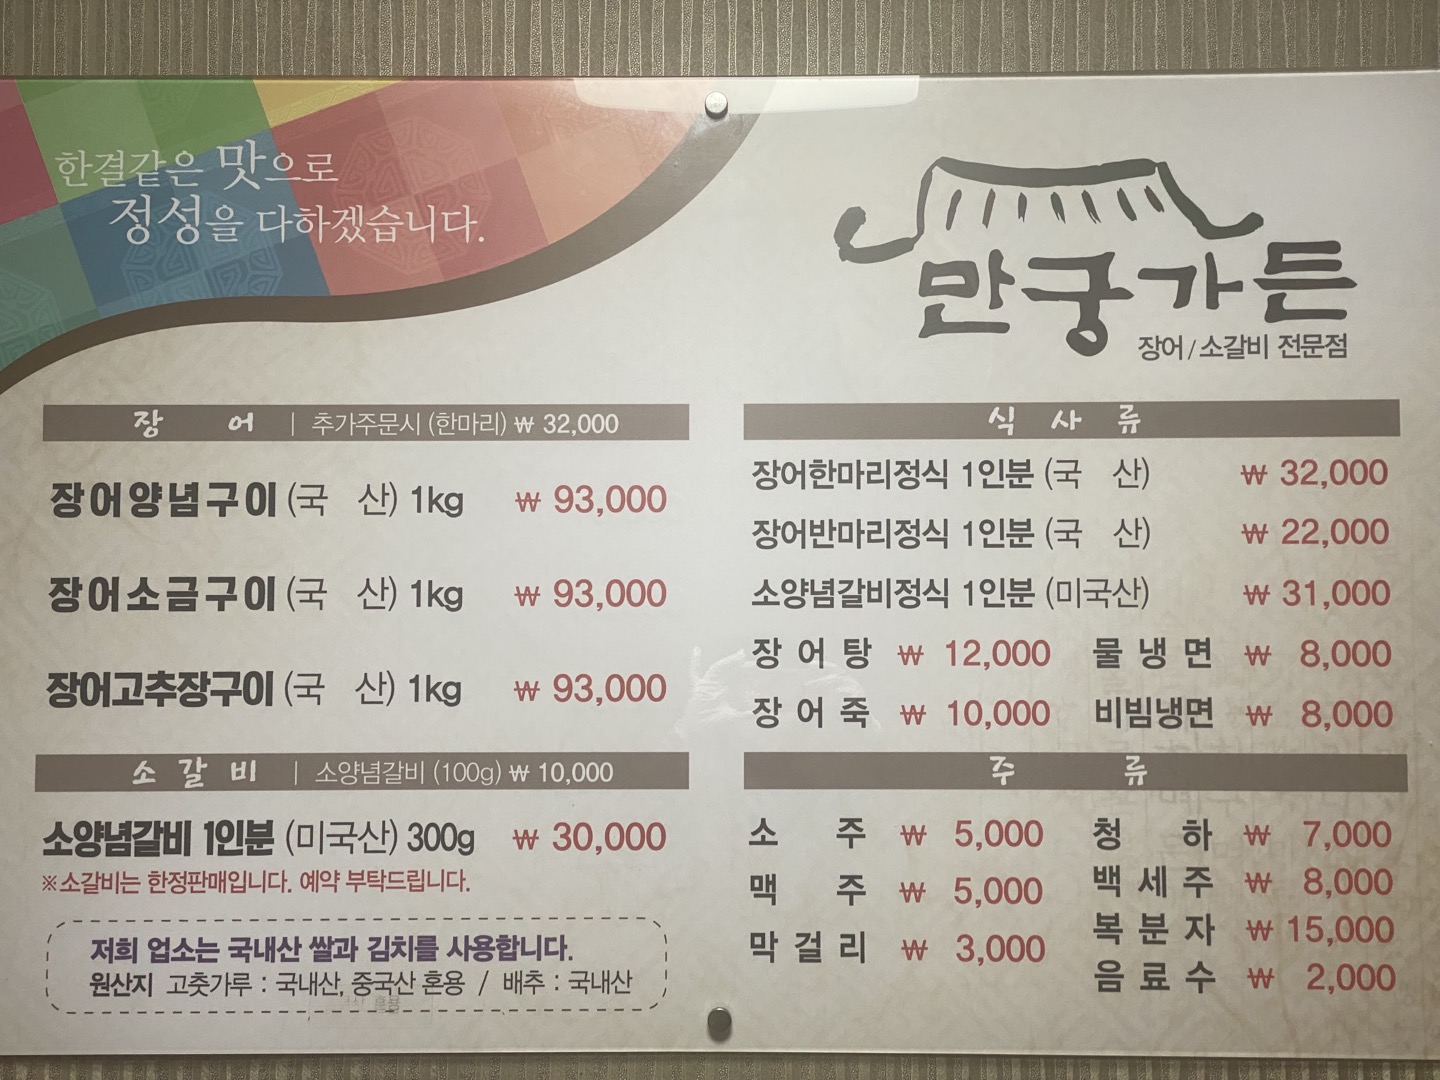 한결같은 맛으로
정성을 다하겠습니다.
만궁가든
장어/소갈비 전문점
장 어 | 추가주문시 (한마리) ₩ 32,000
장어양념구이 (국 산) 1kg ₩ 93,000
장어소금구이 (국 산) 1kg ₩ 93,000
장어고추장구이 (국 산) 1kg ₩ 93,000
소 갈 비 | 소양념갈비 (100g) ₩ 10,000
소양념갈비 1인분 (미국산) 300g ₩ 30,000
※소갈비는 한정판매입니다. 예약 부탁드립니다.
저희 업소는 국내산 쌀과 김치를 사용합니다.
원산지 고춧가루 : 국내산, 중국산 혼용 / 배추 : 국내산
식 사 류
장어한마리정식 1인분 (국 산) ₩ 32,000
장어반마리정식 1인분 (국 산) ₩ 22,000
소양념갈비정식 1인분 (미국산) ₩ 31,000
장 어 탕 ₩ 12,000 물 냉 면 ₩ 8,000
장 어 죽 ₩ 10,000 비빔냉면 ₩ 8,000
주 류
소 주 ₩ 5,000 청 하 ₩ 7,000
맥 주 ₩ 5,000 백 세 주 ₩ 8,000
막 걸 리 ₩ 3,000 복 분 자 ₩ 15,000
음 료 수 ₩ 2,000